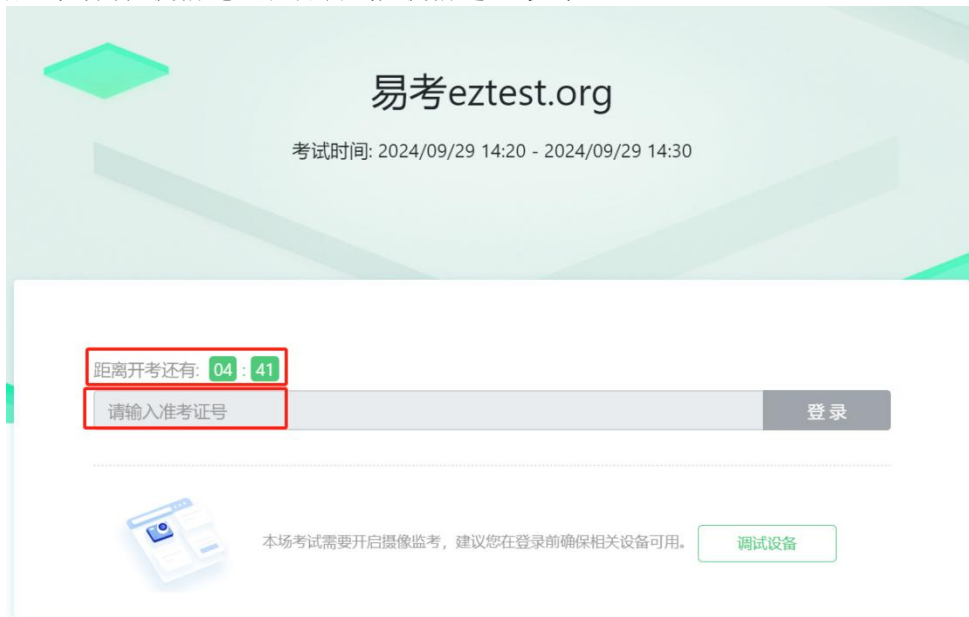 易考eztest.org
考试时间: 2024/09/29 14:20 - 2024/09/29 14:30
距离开考还有: 04 : 41
请输入准考证号
登录
本场考试需要开启摄像监考，建议您在登录前确保相关设备可用。
调试设备